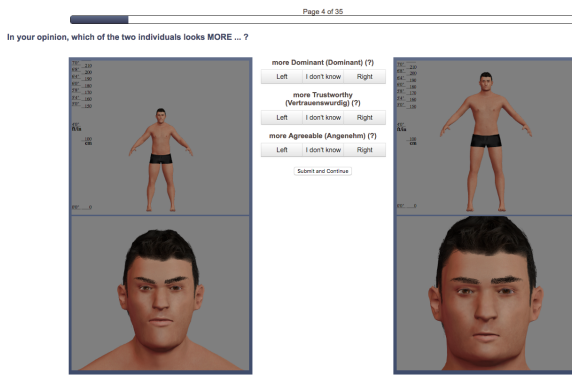 Page 4 of 35
In your opinion, which of the two individuals looks MORE ... ?
more Dominant (Dominant) (?)
Left I don't know Right
more Trustworthy
(Vertrauenswurdig) (?)
Left I don't know Right
more Agreeable (Angenehm) (?)
Left I don't know Right
Submit and Continue